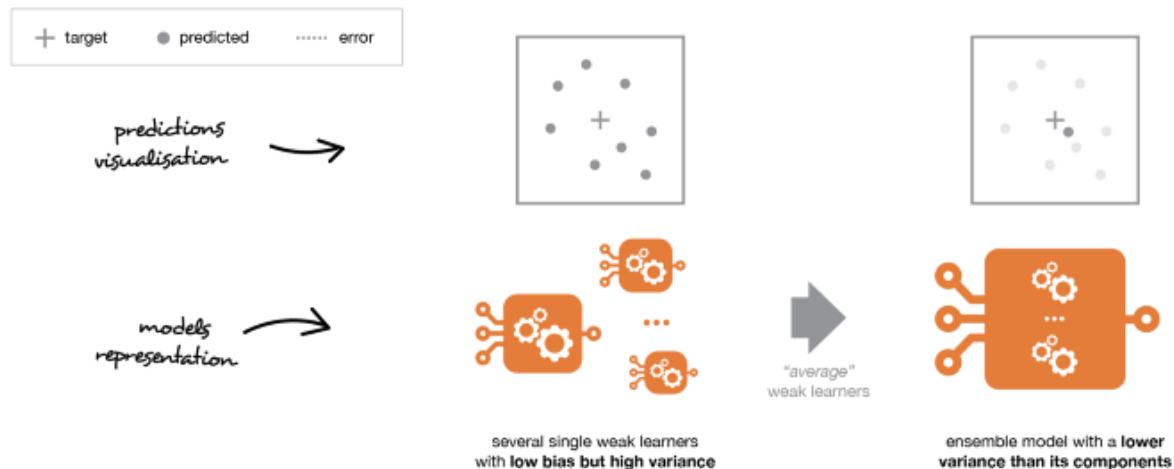 target predicted error
predictions
visualisation
models
representation
"average"
weak learners
several single weak learners
with low bias but high variance
ensemble model with a lower
variance than its components